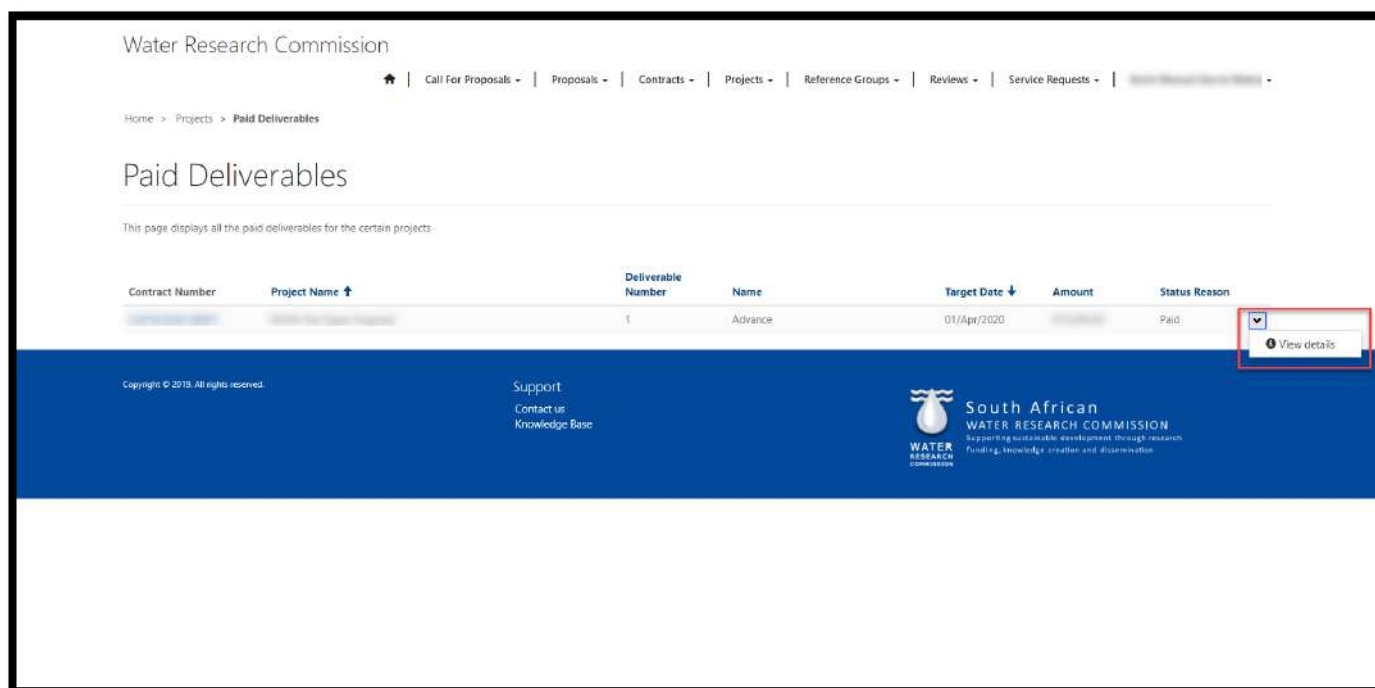 Water Research Commission
Call For Proposals | Proposals | Contracts | Projects | Reference Groups | Reviews | Service Requests |
Home > Projects > Paid Deliverables
Paid Deliverables
This page displays all the paid deliverables for the certain projects
Contract Number Project Name Deliverable Number Name Target Date Amount Status Reason
1 Advance 01/Apr/2020 Paid
View details
Copyright © 2019. All rights reserved.
Support
Contact us
Knowledge Base
WATER
RESEARCH
COMMISSION
South African
WATER RESEARCH COMMISSION
Supporting sustainable development through research
funding, knowledge creation and dissemination